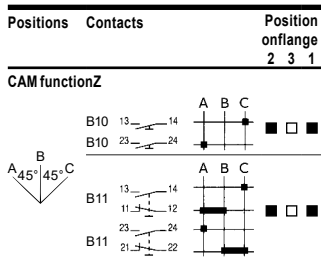 Positions Contacts Position
onflange
2 3 1
CAM functionZ
A B C
B10 13 14
B10 23 24
B
A 45° 45° C
A B C
13 14
B11
11 12
23 24
B11
21 22